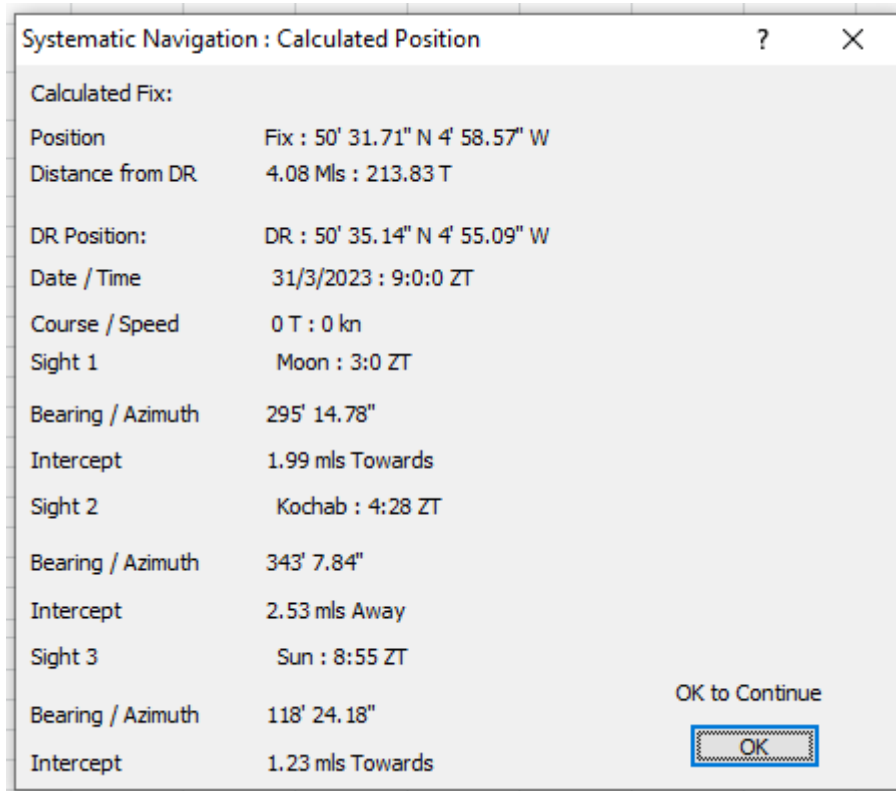 Systematic Navigation : Calculated Position ? ×
Calculated Fix:
Position Fix : 50' 31.71" N 4' 58.57" W
Distance from DR 4.08 Mls : 213.83 T
DR Position: DR : 50' 35.14" N 4' 55.09" W
Date / Time 31/3/2023 : 9:0:0 ZT
Course / Speed 0 T : 0 kn
Sight 1 Moon : 3:0 ZT
Bearing / Azimuth 295' 14.78"
Intercept 1.99 mls Towards
Sight 2 Kochab : 4:28 ZT
Bearing / Azimuth 343' 7.84"
Intercept 2.53 mls Away
Sight 3 Sun : 8:55 ZT
Bearing / Azimuth 118' 24.18"
Intercept 1.23 mls Towards
OK to Continue
OK